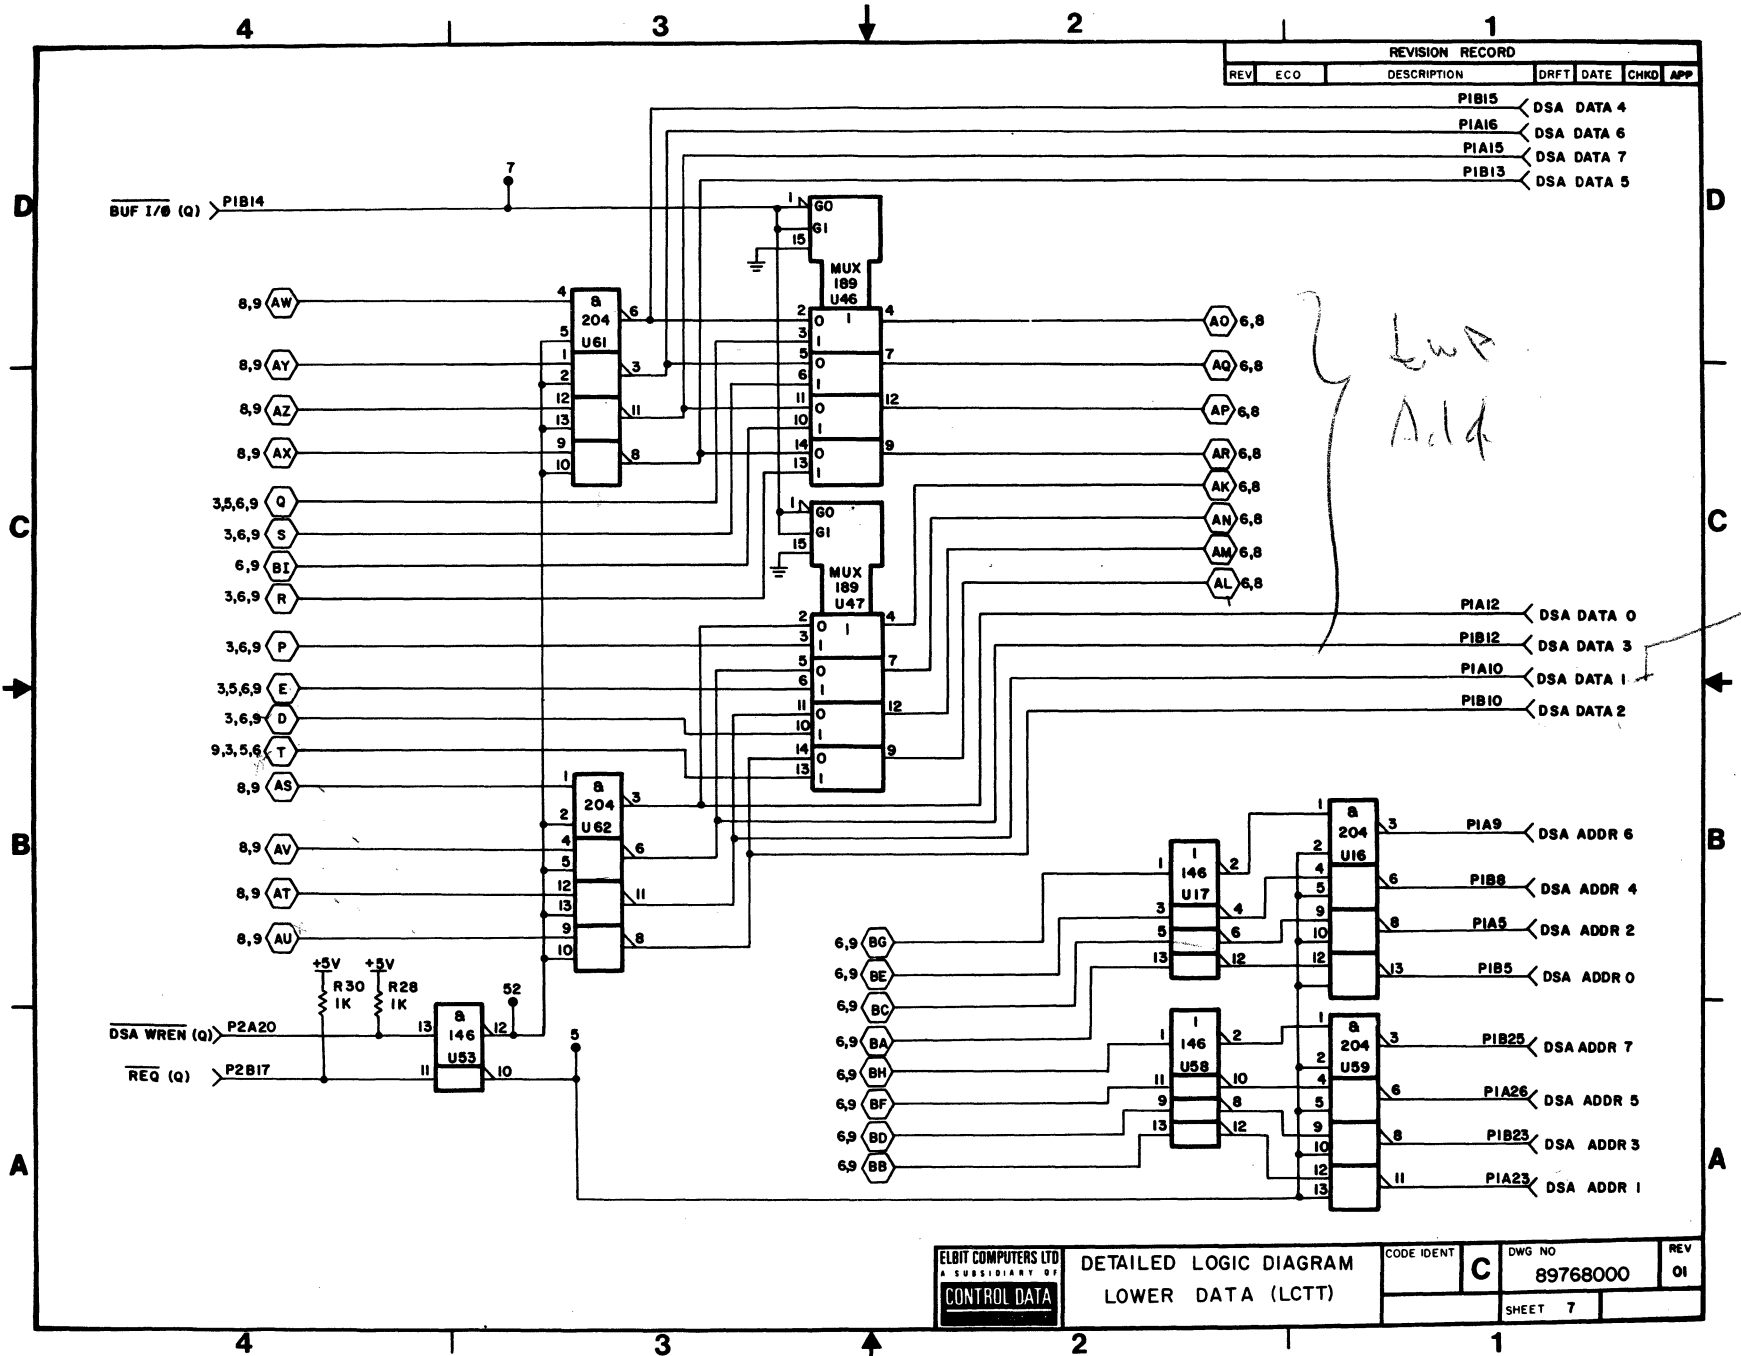 4 3 2 1
REVISION RECORD
REV ECO DESCRIPTION DRFT DATE CHKD APP
P1B15 DSA DATA 4
P1A16 DSA DATA 6
P1A15 DSA DATA 7
P1B13 DSA DATA 5
7
D D
BUF I/Ø (Q) P1B14
1 G0
G1
15
MUX
189
U46
8,9 AW 4 & 6
204
5 U61
2 0 1 4 AO 6,8
3 1
8,9 AY 1 3 5 0 7 AQ 6,8
2 6 1
8,9 AZ 12 11 11 0 12 AP 6,8
13 10 1
8,9 AX 9 8 14 0 9 AR 6,8
10 13 1
AK 6,8
3,5,6,9 Q
1 G0 AN 6,8
C C
3,6,9 S G1
15 AM 6,8
6,9 BI
MUX
189
U47
AL 6,8
3,6,9 R
P1A12 DSA DATA 0
2 0 1 4
3,6,9 P 3 1
P1B12 DSA DATA 3
5 0 7
P1A10 DSA DATA 1
3,5,6,9 E 6 1
P1B10 DSA DATA 2
3,6,9 D 11 0 12
10 1
9,3,5,6 T 14 0 9
13 1
8,9 AS 1 & 3
204
2 U62
B B
8,9 AV 4 6
5
8,9 AT 12 11
13
8,9 AU 9 8
10
1 & 3 P1A9 DSA ADDR 6
204
2 U16
1 1 2
146
U17
4 6 P1B8 DSA ADDR 4
5
3 4 9 8 P1A5 DSA ADDR 2
5 6 10
13 12 12 13 P1B5 DSA ADDR 0
6,9 BG
6,9 BE
6,9 BC
6,9 BA
6,9 BH
6,9 BF
6,9 BD
6,9 BB
+5V +5V
R30 R28
1K 1K
52
DSA WREN (Q) P2A20 13 & 12
146
U53
5
REQ (Q) P2B17 11 10
1 1 2
146
U58
11 10
9 8
13 12
1 & 3 P1B25 DSA ADDR 7
204
2 U59
4 6 P1A26 DSA ADDR 5
5
9 8 P1B23 DSA ADDR 3
10
12 11 P1A23 DSA ADDR 1
13
A A
ELBIT COMPUTERS LTD
A SUBSIDIARY OF
CONTROL DATA
DETAILED LOGIC DIAGRAM
LOWER DATA (LCTT)
CODE IDENT C DWG NO
89768000
REV
01
SHEET 7
4 3 2 1